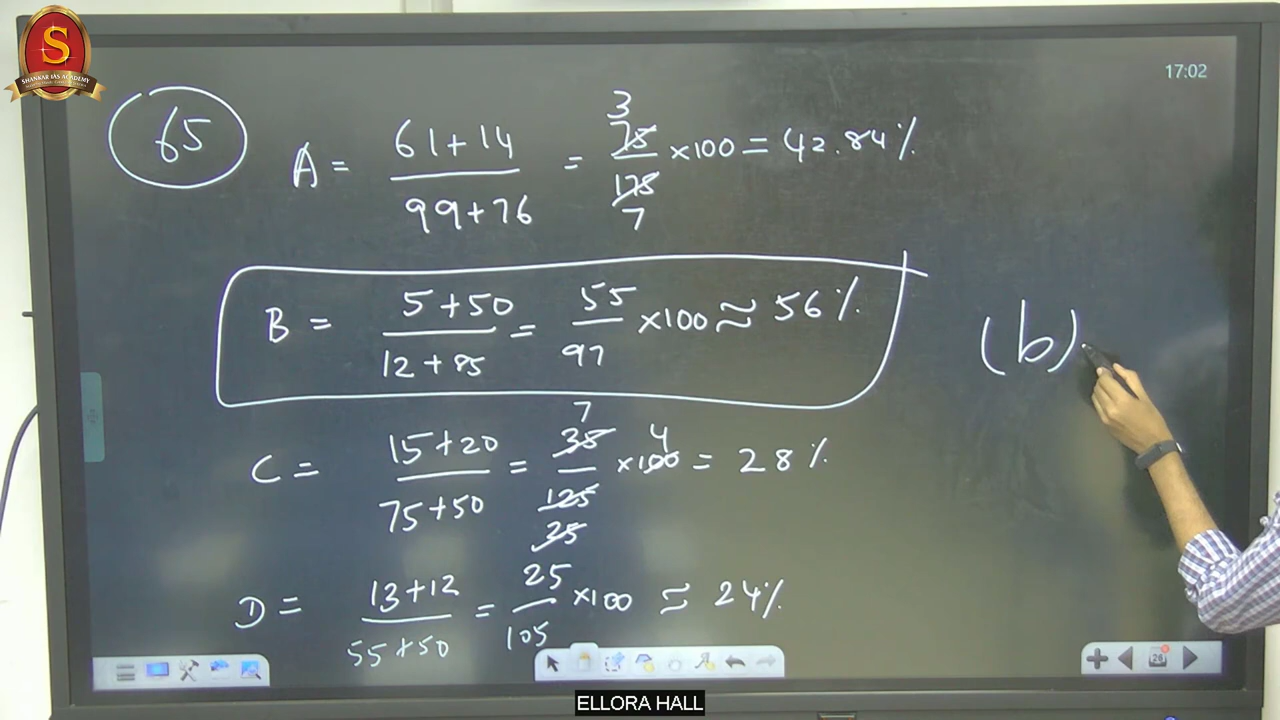 S
SHANKAR IAS ACADEMY
17:02
65
A = 61+14 / 99+76 = 3 75 / 175 7 ×100 = 42.84%
B = 5+50 / 12+85 = 55 / 97 ×100 ≈ 56%
(b)
C = 15+20 / 75+50 = 7 35 / 125 25 ×100 4 = 28%
D = 13+12 / 55+50 = 25 / 105 ×100 ≈ 24%
26
ELLORA HALL